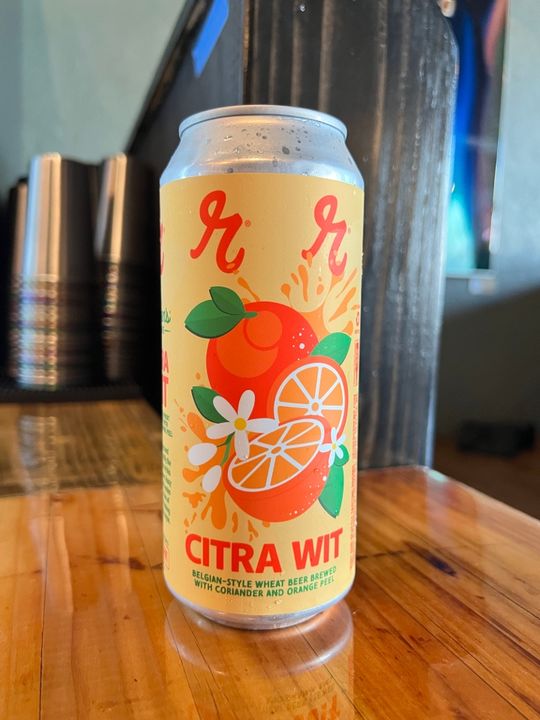 r® r®
CITRA WIT
BELGIAN-STYLE WHEAT BEER BREWED
WITH CORIANDER AND ORANGE PEEL